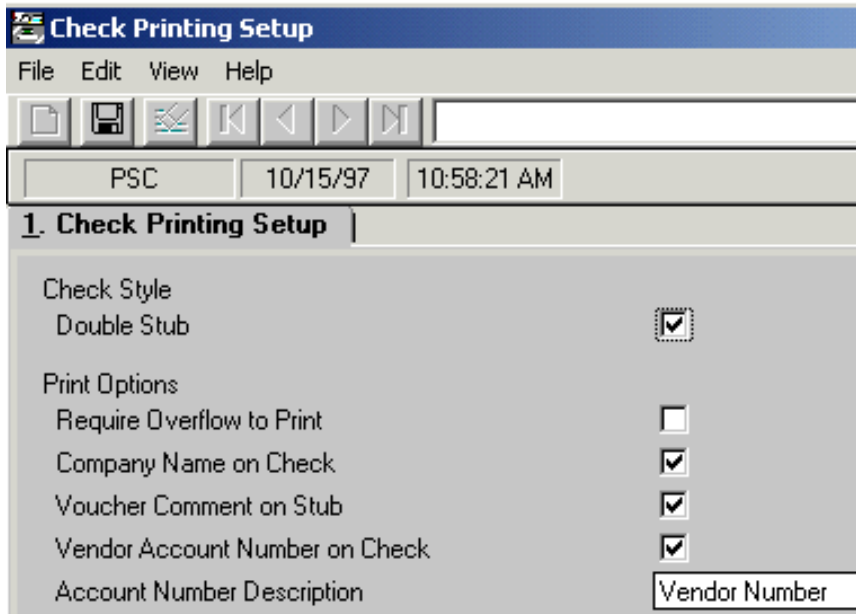 Check Printing Setup
File Edit View Help
PSC 10/15/97 10:58:21 AM
1. Check Printing Setup
Check Style
Double Stub
Print Options
Require Overflow to Print
Company Name on Check
Voucher Comment on Stub
Vendor Account Number on Check
Account Number Description Vendor Number